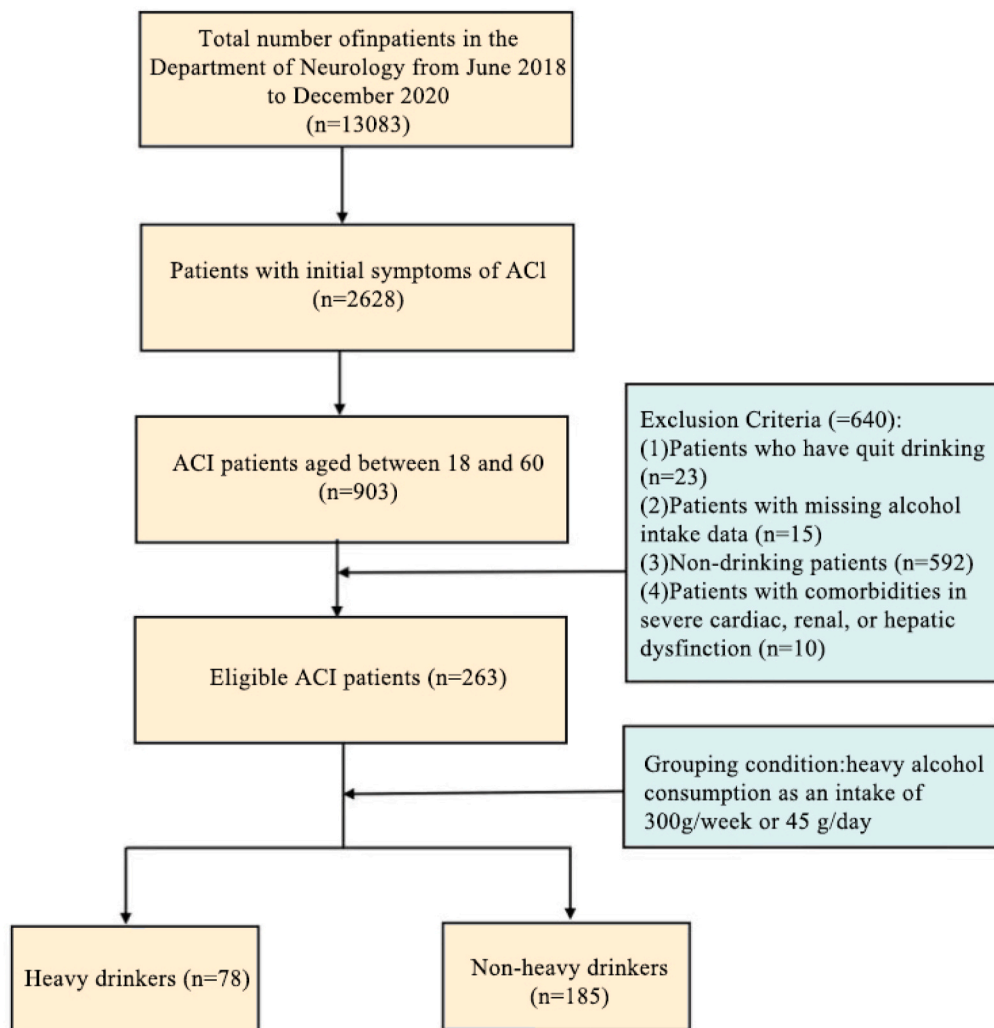 Total number ofinpatients in the
Department of Neurology from June 2018
to December 2020
(n=13083)
Patients with initial symptoms of ACl
(n=2628)
ACI patients aged between 18 and 60
(n=903)
Exclusion Criteria (=640):
(1)Patients who have quit drinking
(n=23)
(2)Patients with missing alcohol
intake data (n=15)
(3)Non-drinking patients (n=592)
(4)Patients with comorbidities in
severe cardiac, renal, or hepatic
dysfinction (n=10)
Eligible ACI patients (n=263)
Grouping condition:heavy alcohol
consumption as an intake of
300g/week or 45 g/day
Heavy drinkers (n=78)
Non-heavy drinkers
(n=185)